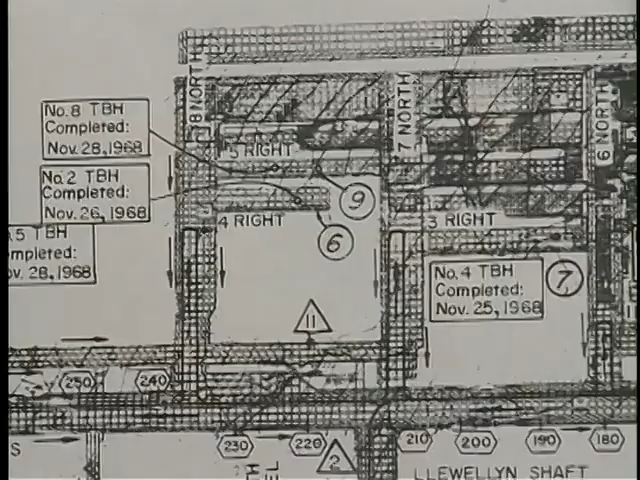 8 NORTH
7 NORTH
6 NORTH
No. 8 TBH
Completed:
Nov. 28, 1968
5 RIGHT
No. 2 TBH
Completed:
Nov. 26, 1968
9
4 RIGHT
3 RIGHT
6
5 TBH
mpleted:
v. 28, 1968
No. 4 TBH
Completed:
Nov. 25, 1968
7
11
250
240
230
220
210
200
190
180
S
2
LLEWELLYN SHAFT